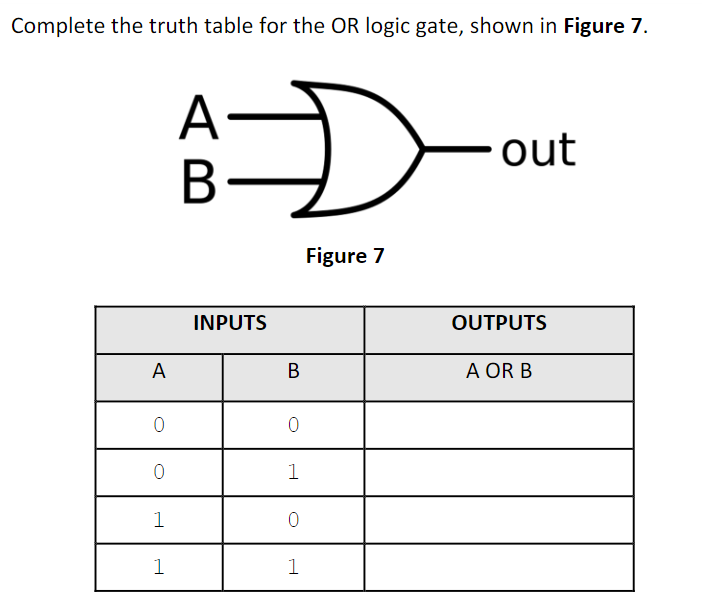 Complete the truth table for the OR logic gate, shown in Figure 7.
A
B
out
Figure 7
INPUTS OUTPUTS
A B A OR B
0 0
0 1
1 0
1 1